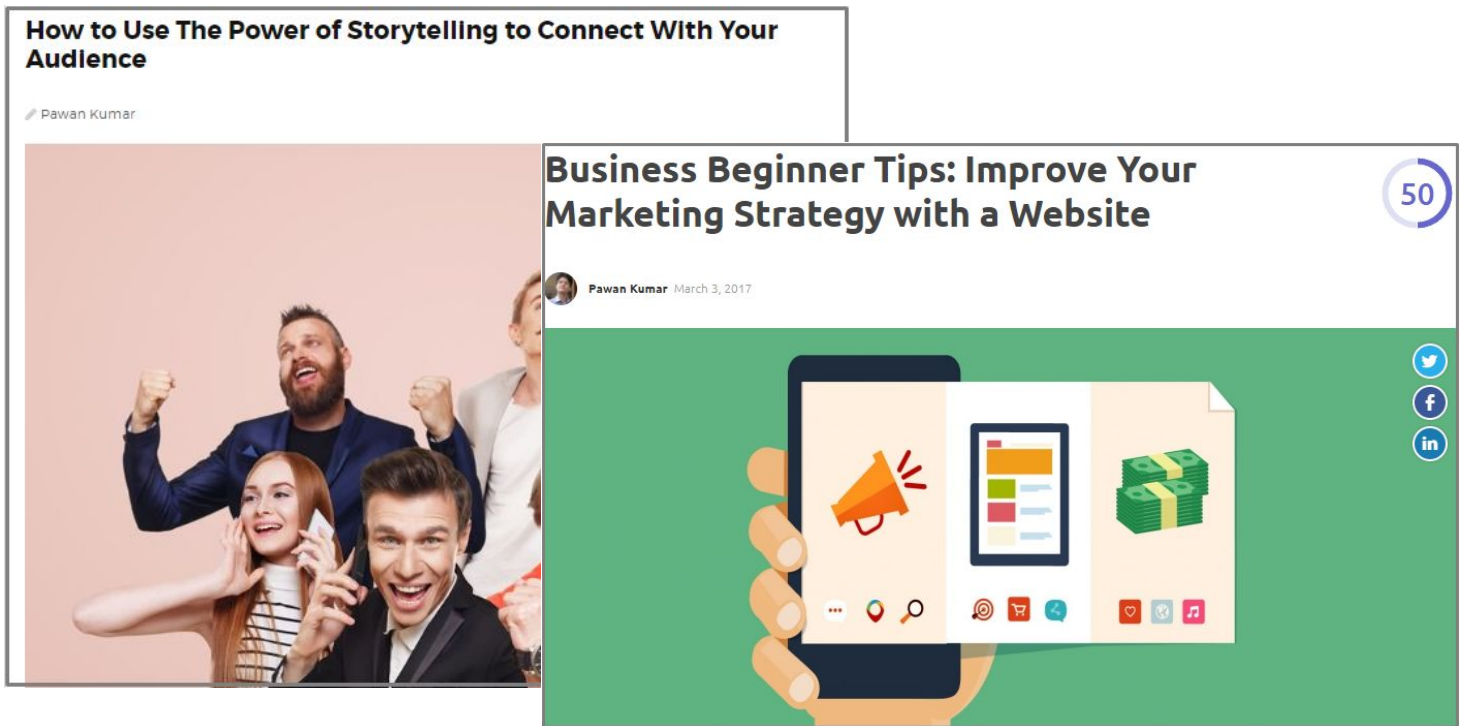 How to Use The Power of Storytelling to Connect With Your
Audience
Pawan Kumar
Business Beginner Tips: Improve Your
Marketing Strategy with a Website
50
Pawan Kumar March 3, 2017
f
in